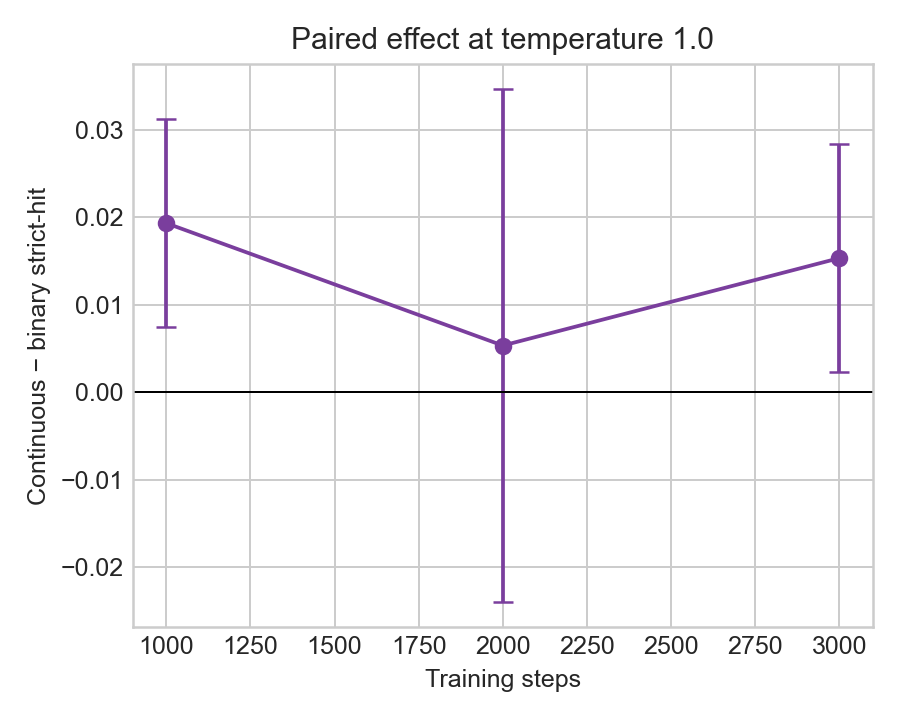 Paired effect at temperature 1.0
Continuous − binary strict-hit
0.03
0.02
0.01
0.00
−0.01
−0.02
1000 1250 1500 1750 2000 2250 2500 2750 3000
Training steps